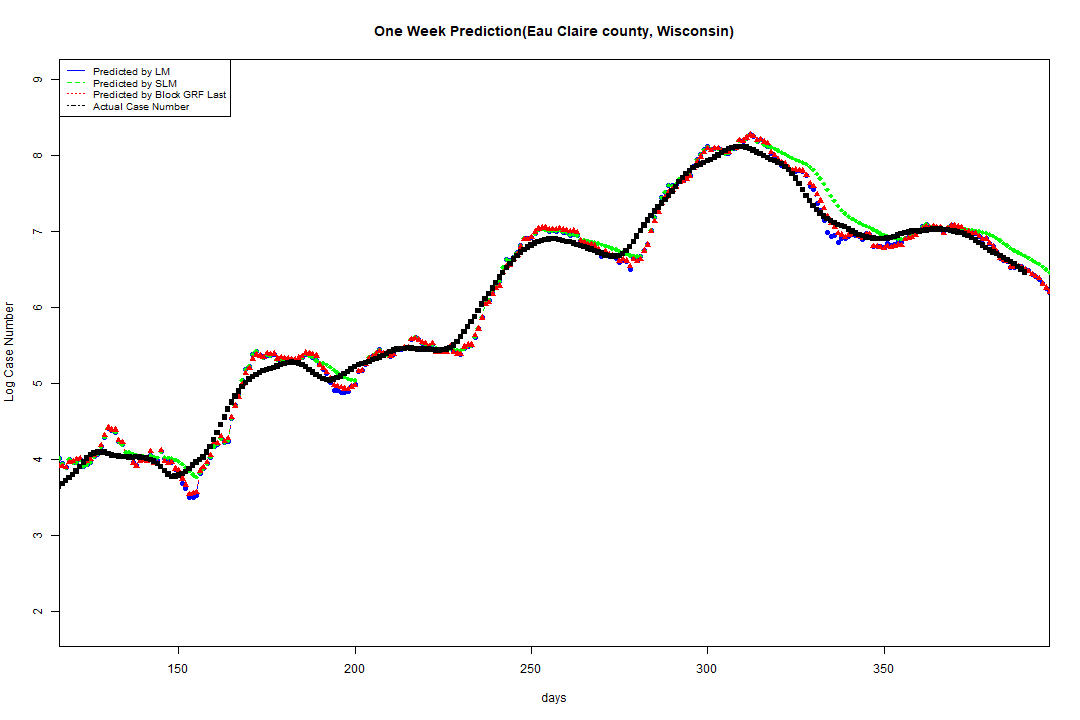 One Week Prediction(Eau Claire county, Wisconsin)
Predicted by LM
Predicted by SLM
Predicted by Block GRF Last
Actual Case Number
Log Case Number
9
8
7
6
5
4
3
2
150
200
250
300
350
days